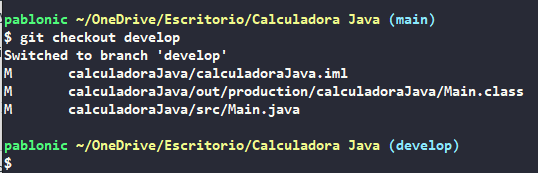 pablonic ~/OneDrive/Escritorio/Calculadora Java (main)
$ git checkout develop
Switched to branch 'develop'
M       calculadoraJava/calculadoraJava.iml
M       calculadoraJava/out/production/calculadoraJava/Main.class
M       calculadoraJava/src/Main.java
pablonic ~/OneDrive/Escritorio/Calculadora Java (develop)
$